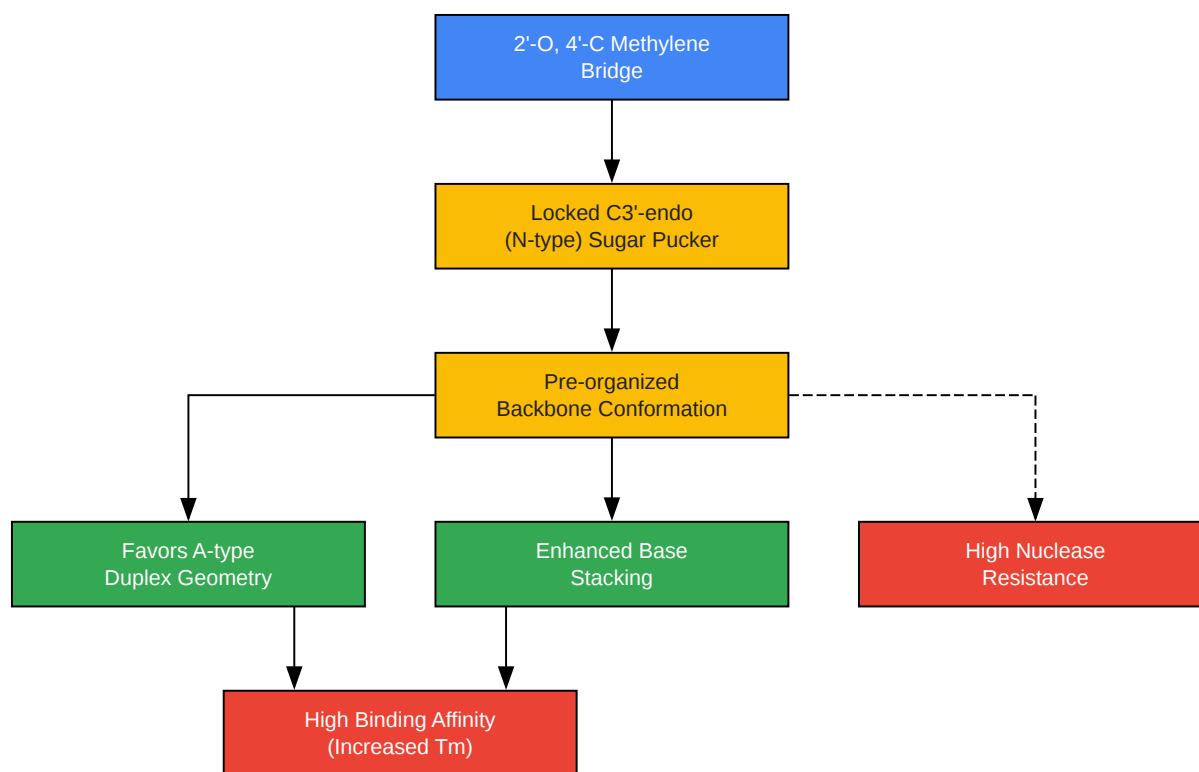 2'-O, 4'-C Methylene
Bridge
Locked C3'-endo
(N-type) Sugar Pucker
Pre-organized
Backbone Conformation
Favors A-type
Duplex Geometry
Enhanced Base
Stacking
High Nuclease
Resistance
High Binding Affinity
(Increased Tm)